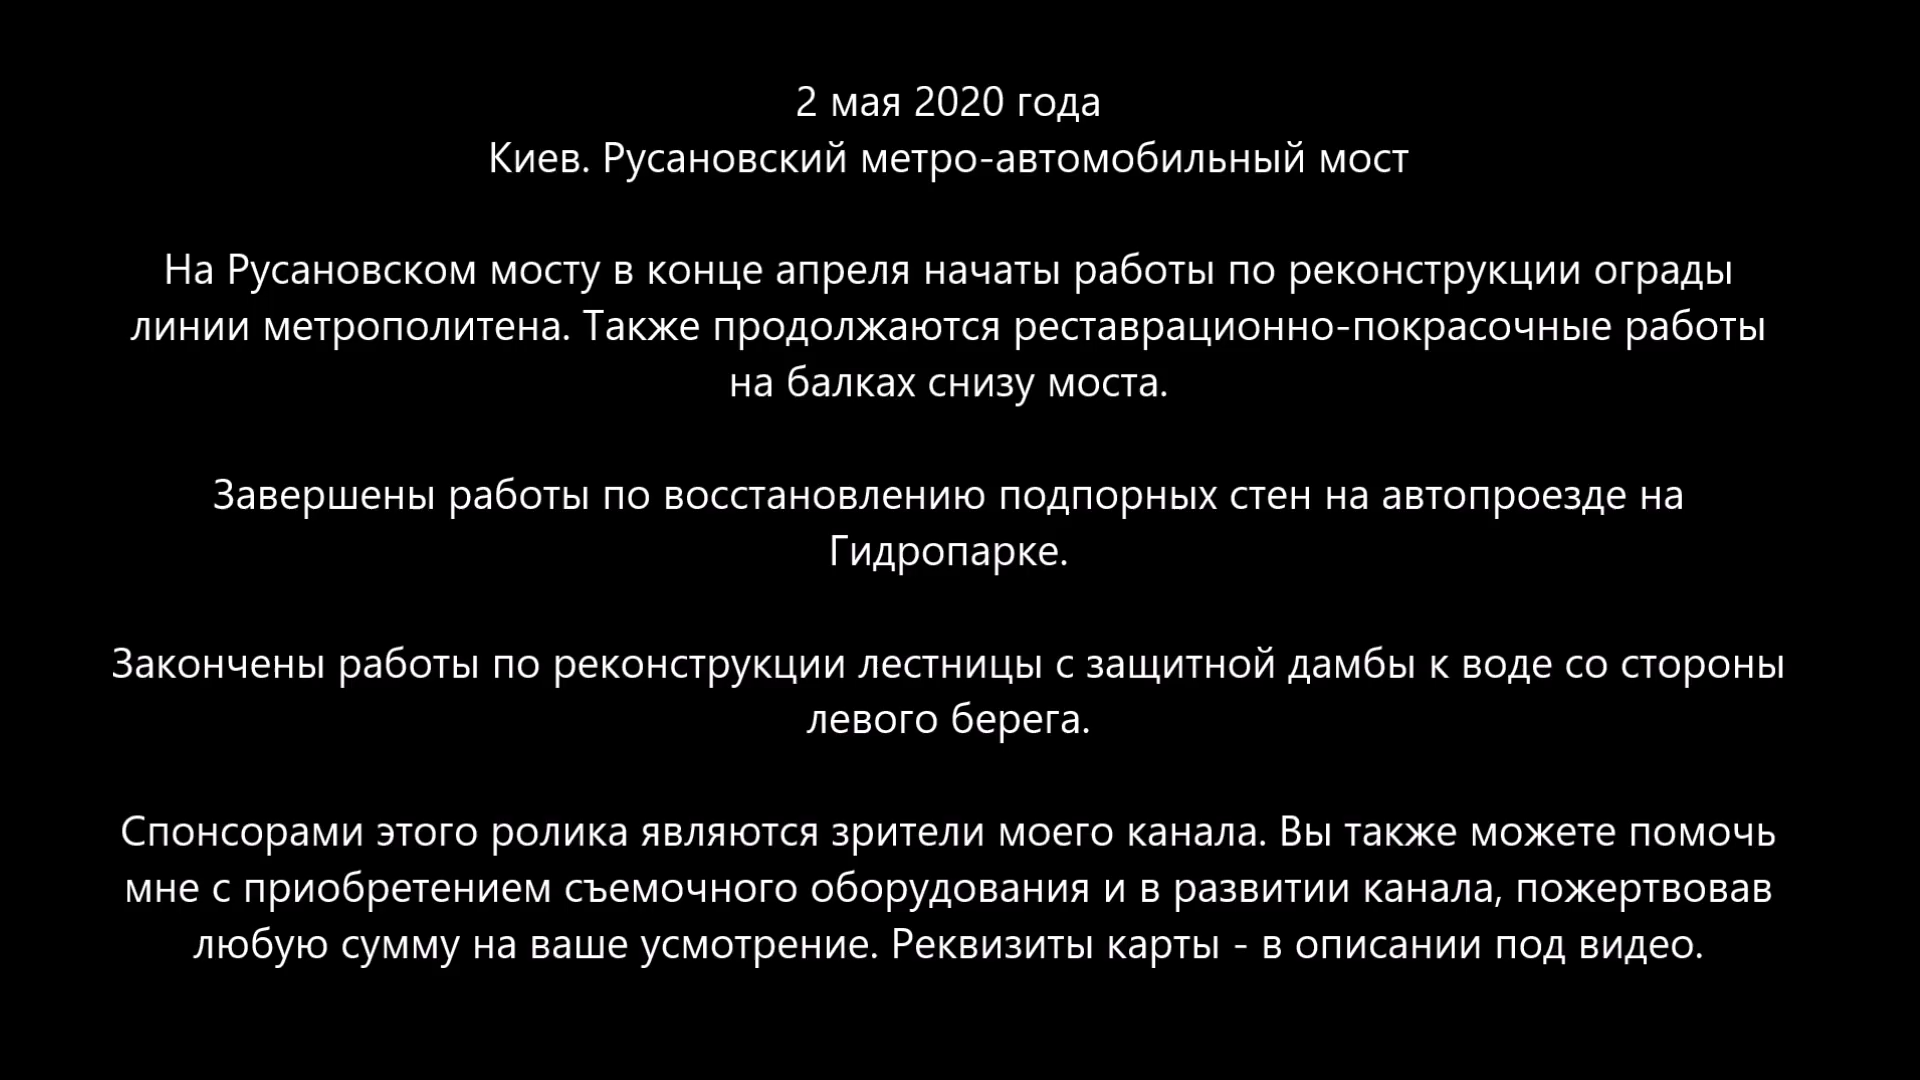 2 мая 2020 года
Киев. Русановский метро-автомобильный мост
На Русановском мосту в конце апреля начаты работы по реконструкции ограды
линии метрополитена. Также продолжаются реставрационно-покрасочные работы
на балках снизу моста.
Завершены работы по восстановлению подпорных стен на автопроезде на
Гидропарке.
Закончены работы по реконструкции лестницы с защитной дамбы к воде со стороны
левого берега.
Спонсорами этого ролика являются зрители моего канала. Вы также можете помочь
мне с приобретением съемочного оборудования и в развитии канала, пожертвовав
любую сумму на ваше усмотрение. Реквизиты карты - в описании под видео.